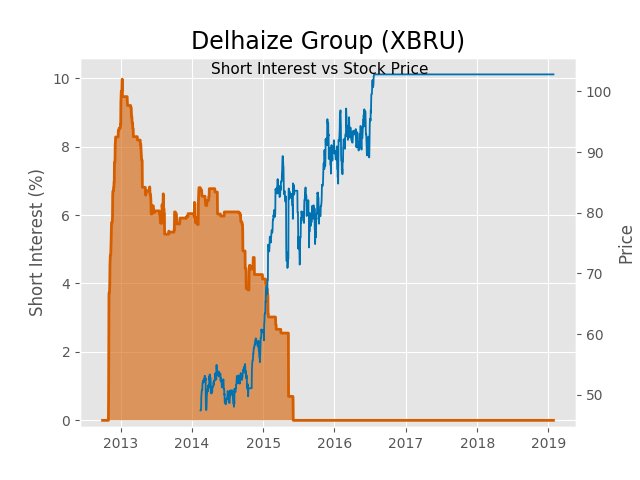 Delhaize Group (XBRU)
Short Interest vs Stock Price
10
8
6
4
2
0
Short Interest (%)
100
90
80
70
60
50
Price
2013 2014 2015 2016 2017 2018 2019